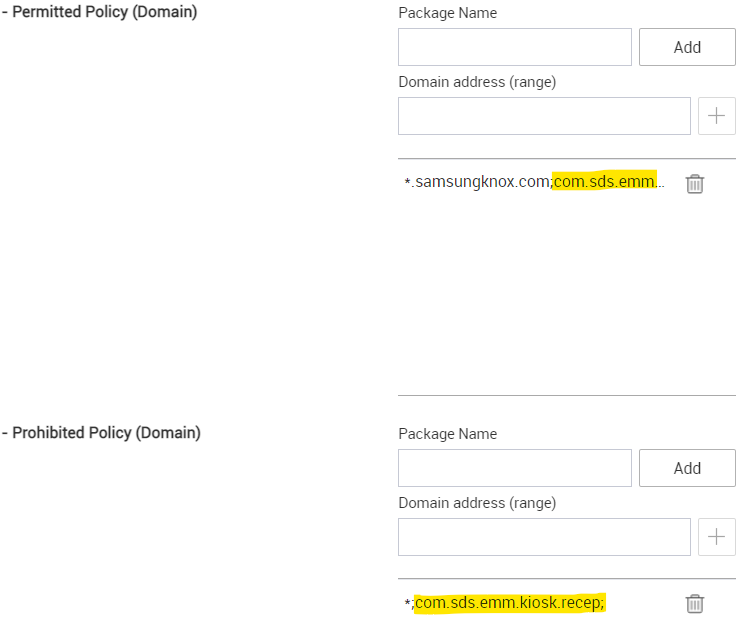 - Permitted Policy (Domain)
Package Name
Add
Domain address (range)
*.samsungknox.com;com.sds.emm...
- Prohibited Policy (Domain)
Package Name
Add
Domain address (range)
*;com.sds.emm.kiosk.recep;